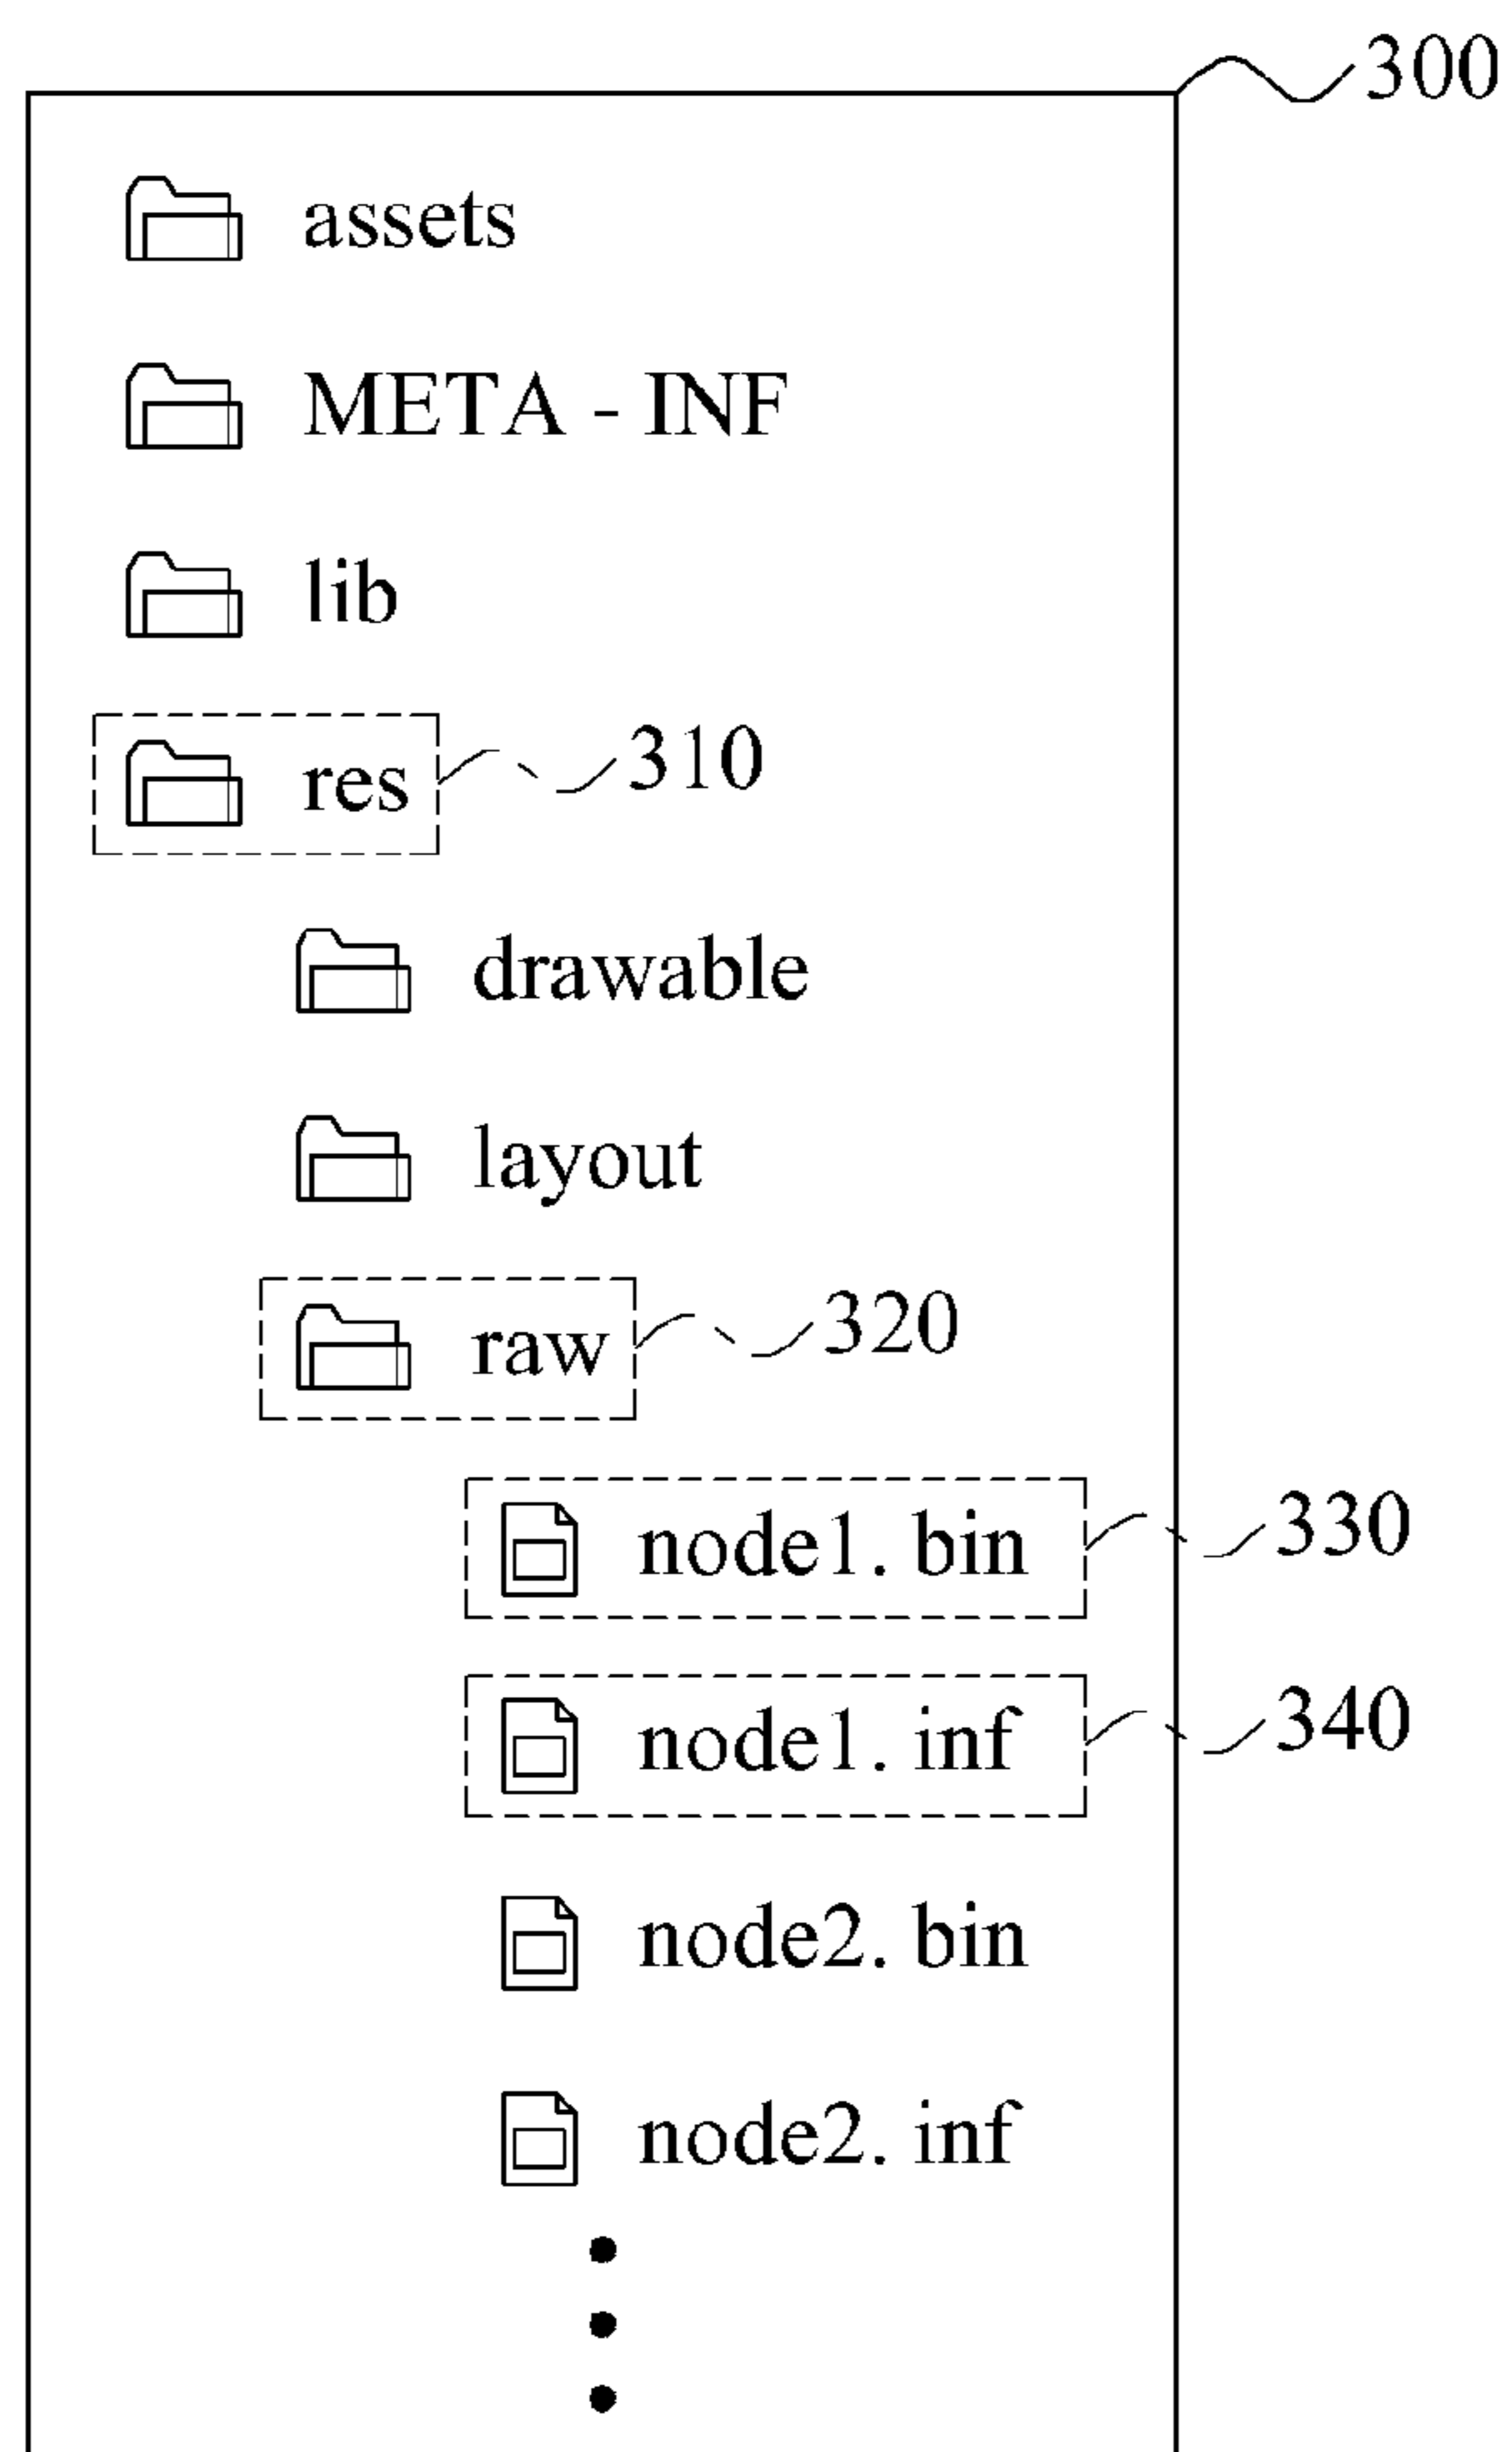 300
assets
META - INF
lib
res 310
drawable
layout
raw 320
node1. bin 330
node1. inf 340
node2. bin
node2. inf